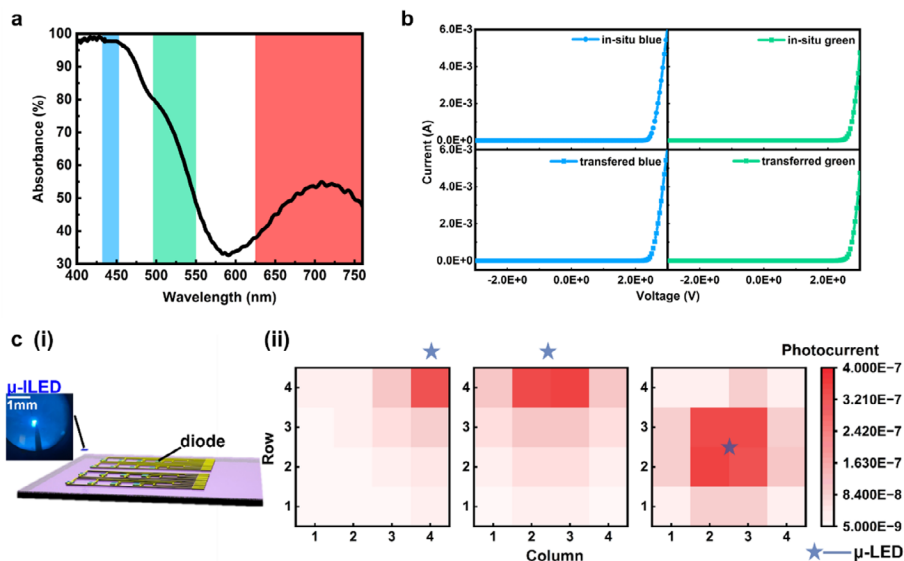 a
100
90
80
70
60
50
40
30
Absorbance (%)
400 450 500 550 600 650 700 750
Wavelength (nm)
b
6.0E-3
4.0E-3
2.0E-3
0.0E+0
6.0E-3
4.0E-3
2.0E-3
0.0E+0
Current (A)
in-situ blue
in-situ green
transfered blue
transferred green
-3.0E+0 0.0E+0 3.0E+0 -3.0E+0 0.0E+0 3.0E+0
Voltage (V)
c (i)
μ-ILED
1mm
diode
(ii)
Row
4
3
2
1
1 2 3 4
4
3
2
1
1 2 3 4
4
3
2
1
1 2 3 4
Column
Photocurrent
4.000E-7
3.210E-7
2.420E-7
1.630E-7
8.400E-8
5.000E-9
μ-LED